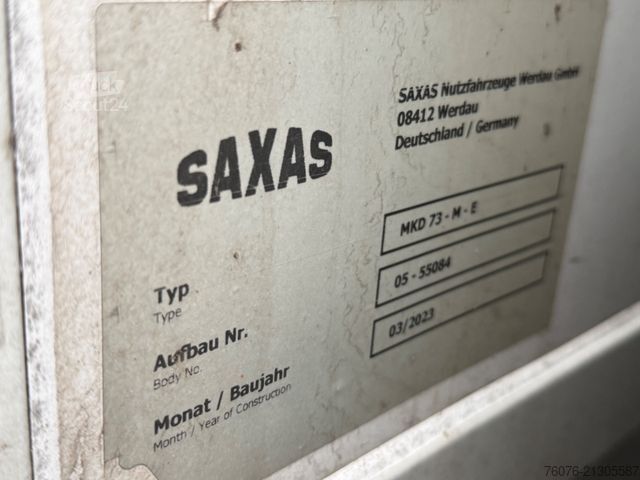 SAXAS
SAXAS Nutzfahrzeuge Werdau GmbH
08412 Werdau
Deutschland / Germany
Typ
Type
MKD 73 - M - E
Aufbau Nr.
Body No.
05 - 55084
Monat / Baujahr
Month / Year of Construction
03/2023
76076-21305587